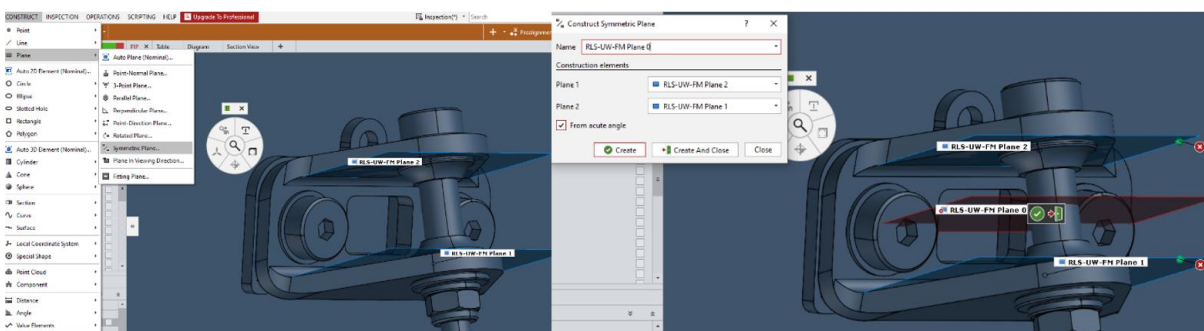 CONSTRUCT INSPECTION OPERATIONS SCRIPTING HELP Upgrade To Professional
Inspection(*) Search
Point
Line
Plane
Auto 2D Element (Nominal)...
Circle
Ellipse
Slotted Hole
Rectangle
Polygon
Auto 3D Element (Nominal)...
Cylinder
Cone
Sphere
Section
Curve
Surface
Local Coordinate System
Special Shape
Point Cloud
Component
Distance
Angle
Value Elements
PIP Table Diagram Section View
Auto Plane (Nominal)...
Point-Normal Plane...
3-Point Plane...
Parallel Plane...
Perpendicular Plane...
Point-Direction Plane...
Rotated Plane...
Symmetric Plane...
Plane In Viewing Direction...
Fitting Plane...
RLS-UW-FM Plane 2
RLS-UW-FM Plane 1
Construct Symmetric Plane
Name RLS-UW-FM Plane 0
Construction elements
Plane 1 RLS-UW-FM Plane 2
Plane 2 RLS-UW-FM Plane 1
From acute angle
Create Create And Close Close
RLS-UW-FM Plane 2
RLS-UW-FM Plane 0
RLS-UW-FM Plane 1